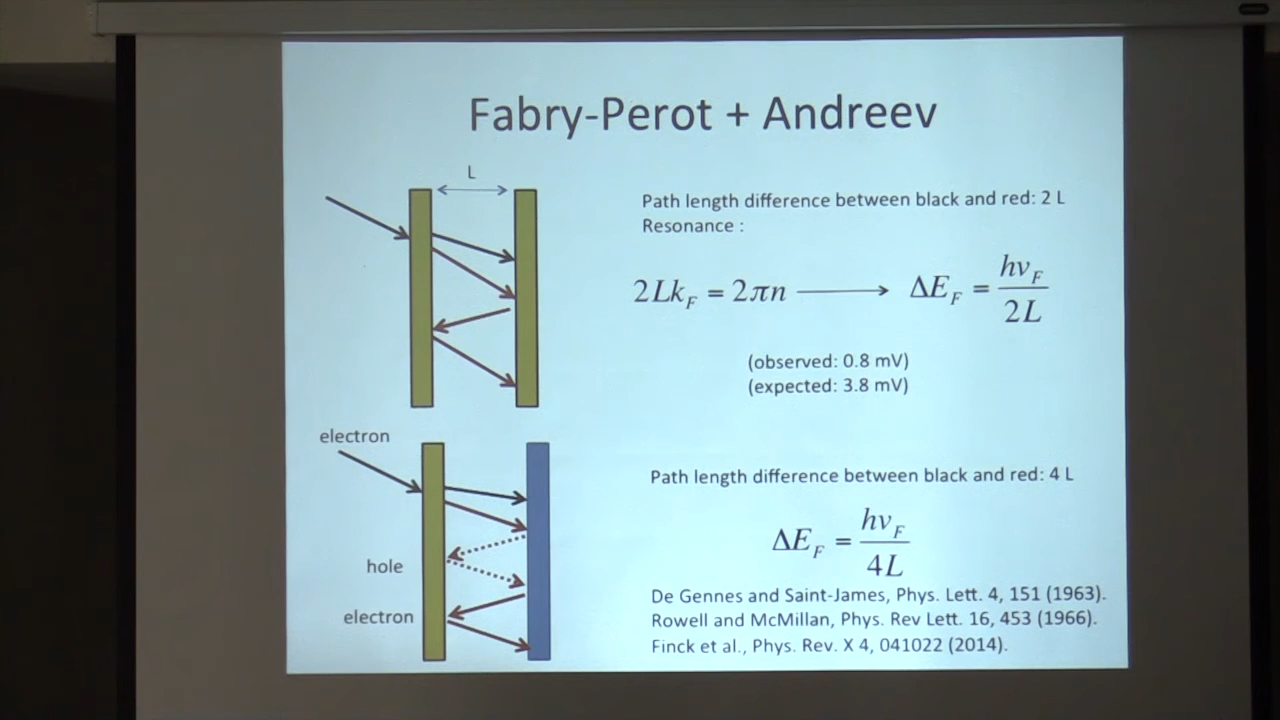 Fabry-Perot + Andreev
L
Path length difference between black and red: 2 L
Resonance :
2Lk_F = 2πn ⟶ ΔE_F = hv_F / 2L
(observed: 0.8 mV)
(expected: 3.8 mV)
electron
Path length difference between black and red: 4 L
ΔE_F = hv_F / 4L
hole
De Gennes and Saint-James, Phys. Lett. 4, 151 (1963).
electron
Rowell and McMillan, Phys. Rev Lett. 16, 453 (1966).
Finck et al., Phys. Rev. X 4, 041022 (2014).